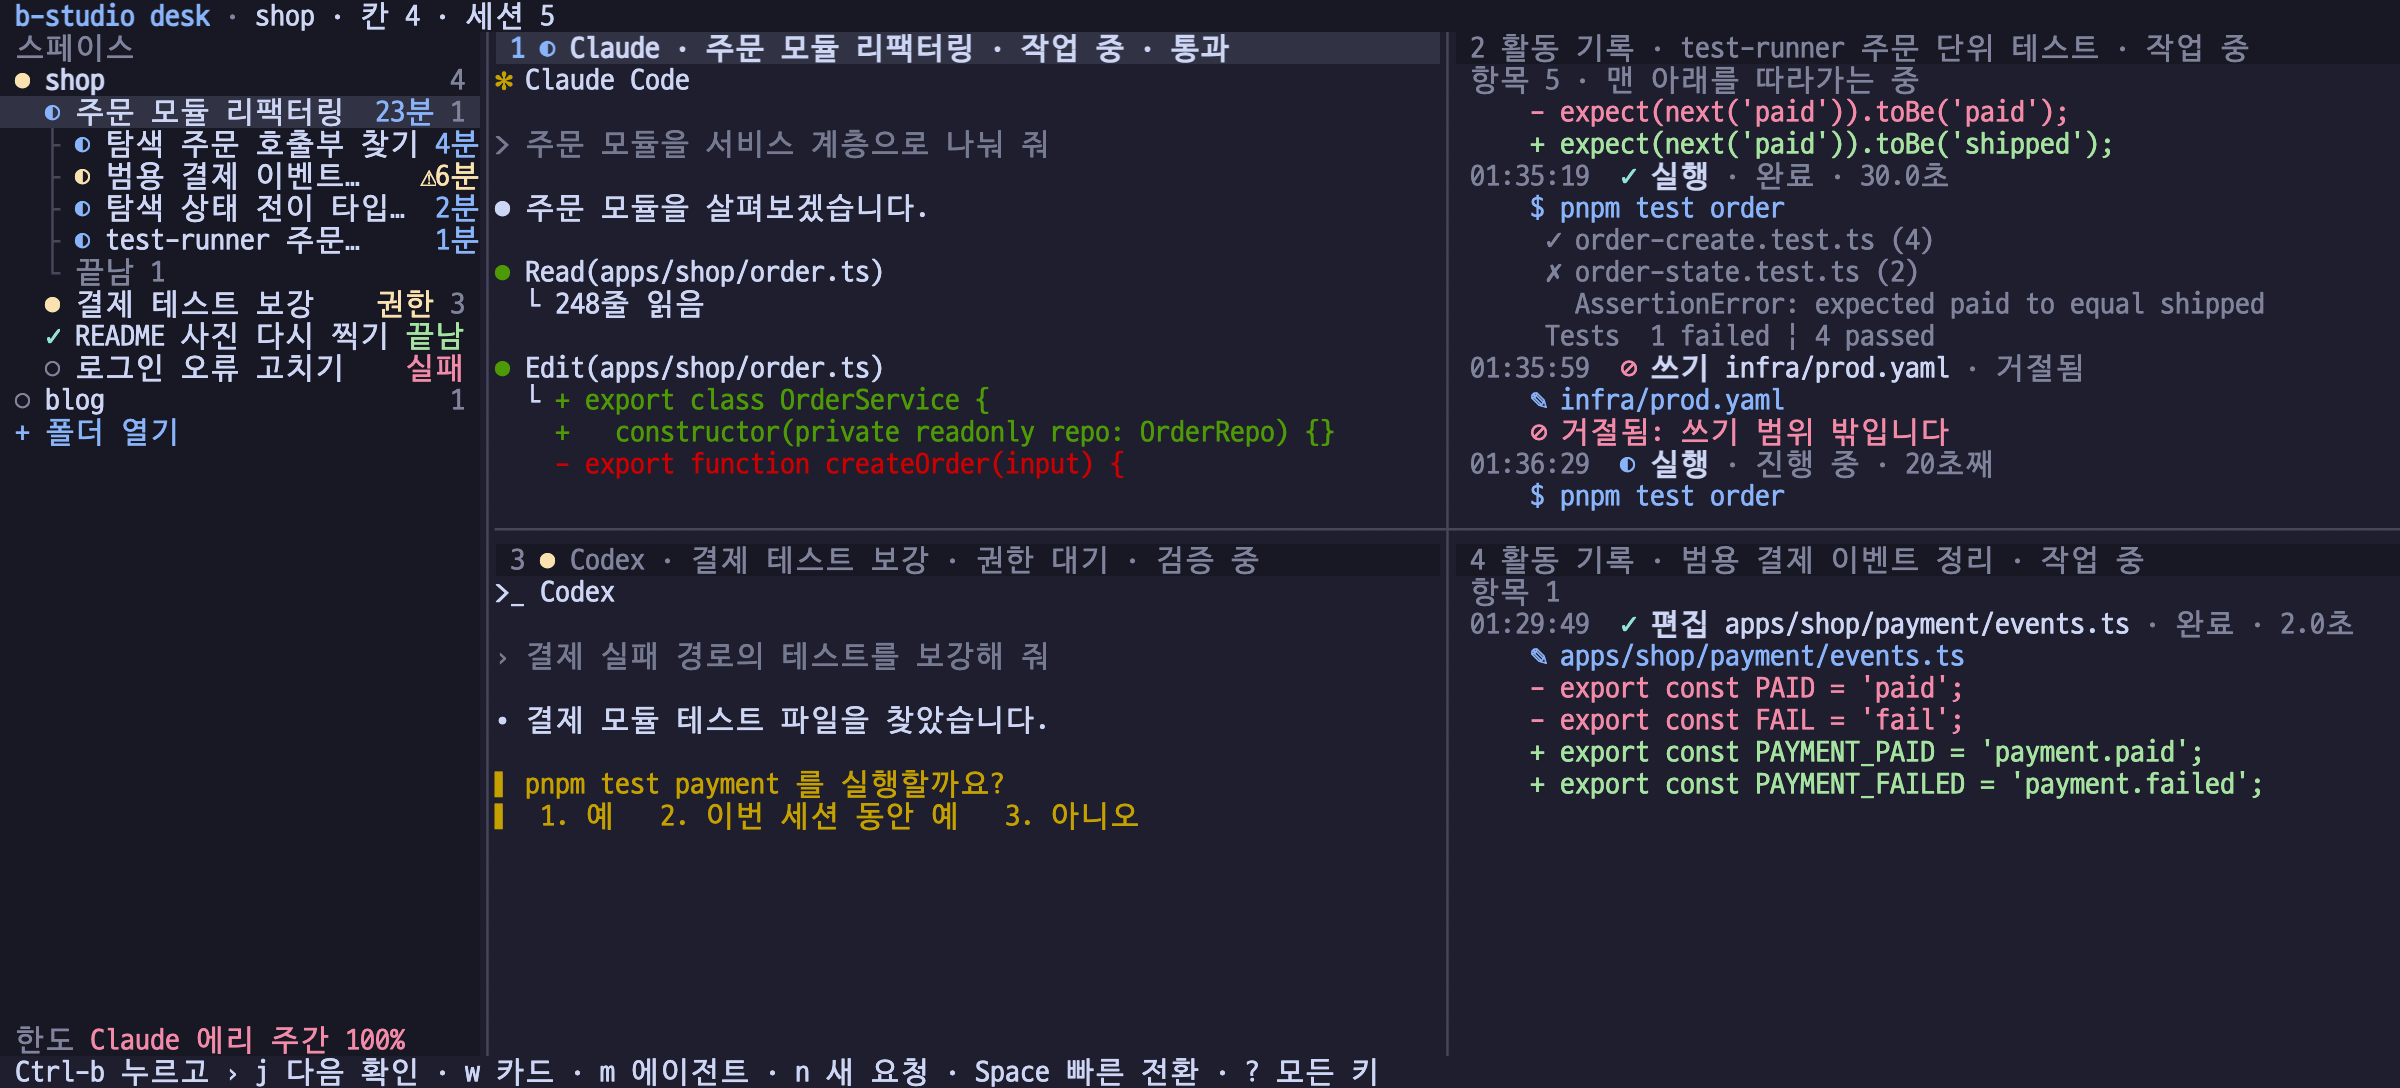 b-studio desk · shop · 칸 4 · 세션 5
스페이스
● shop 4
◐ 주문 모듈 리팩터링 23분 1
◐ 탐색 주문 호출부 찾기 4분
◐ 범용 결제 이벤트… ⚠6분
◐ 탐색 상태 전이 타입… 2분
◐ test-runner 주문… 1분
끝남 1
● 결제 테스트 보강 권한 3
✓ README 사진 다시 찍기 끝남
○ 로그인 오류 고치기 실패
○ blog 1
+ 폴더 열기
한도 Claude 에리 주간 100%
1 ◐ Claude · 주문 모듈 리팩터링 · 작업 중 · 통과
✻ Claude Code
> 주문 모듈을 서비스 계층으로 나눠 줘
● 주문 모듈을 살펴보겠습니다.
● Read(apps/shop/order.ts)
└ 248줄 읽음
● Edit(apps/shop/order.ts)
└ + export class OrderService {
+   constructor(private readonly repo: OrderRepo) {}
- export function createOrder(input) {
2 활동 기록 · test-runner 주문 단위 테스트 · 작업 중
항목 5 · 맨 아래를 따라가는 중
- expect(next('paid')).toBe('paid');
+ expect(next('paid')).toBe('shipped');
01:35:19 ✓ 실행 · 완료 · 30.0초
$ pnpm test order
✓ order-create.test.ts (4)
✗ order-state.test.ts (2)
AssertionError: expected paid to equal shipped
Tests  1 failed ¦ 4 passed
01:35:59 ⊘ 쓰기 infra/prod.yaml · 거절됨
✎ infra/prod.yaml
⊘ 거절됨: 쓰기 범위 밖입니다
01:36:29 ◐ 실행 · 진행 중 · 20초째
$ pnpm test order
3 ● Codex · 결제 테스트 보강 · 권한 대기 · 검증 중
>_ Codex
› 결제 실패 경로의 테스트를 보강해 줘
• 결제 모듈 테스트 파일을 찾았습니다.
pnpm test payment 를 실행할까요?
1. 예   2. 이번 세션 동안 예   3. 아니오
4 활동 기록 · 범용 결제 이벤트 정리 · 작업 중
항목 1
01:29:49 ✓ 편집 apps/shop/payment/events.ts · 완료 · 2.0초
✎ apps/shop/payment/events.ts
- export const PAID = 'paid';
- export const FAIL = 'fail';
+ export const PAYMENT_PAID = 'payment.paid';
+ export const PAYMENT_FAILED = 'payment.failed';
Ctrl-b 누르고 › j 다음 확인 · w 카드 · m 에이전트 · n 새 요청 · Space 빠른 전환 · ? 모든 키